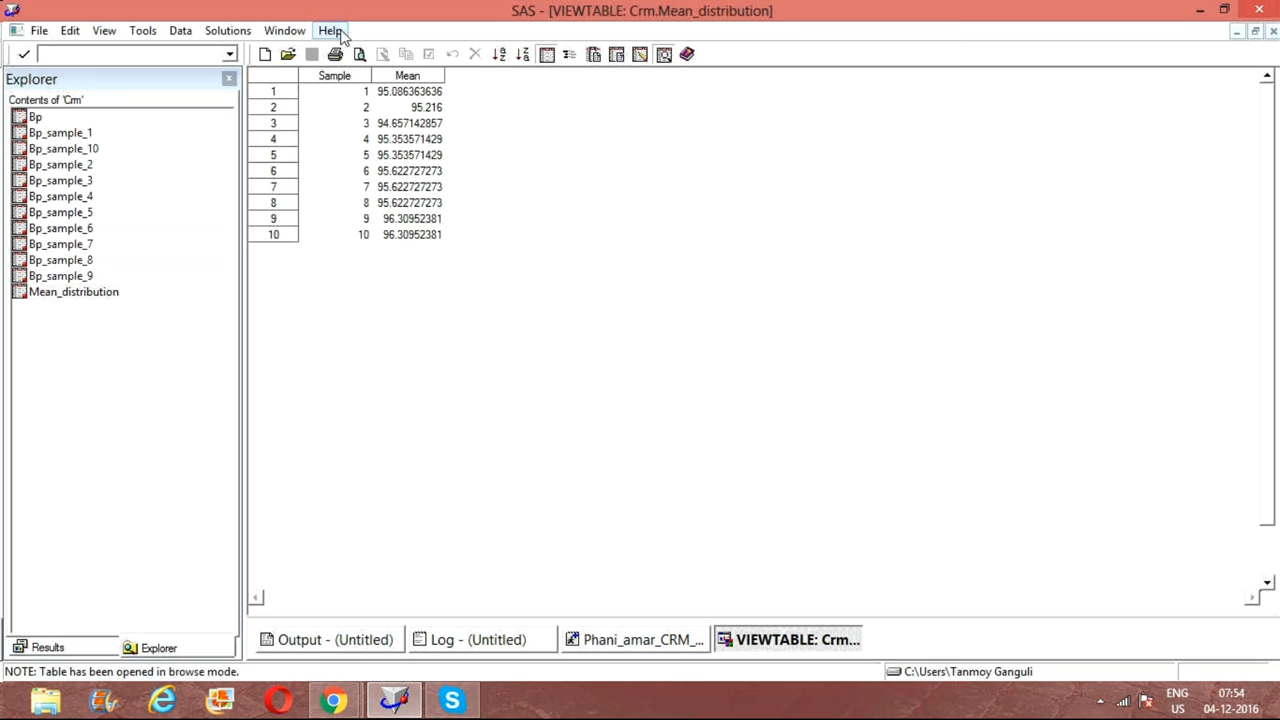 SAS - [VIEWTABLE: Crm.Mean_distribution]
File Edit View Tools Data Solutions Window Help
Explorer
Contents of 'Crm'
Bp
Bp_sample_1
Bp_sample_10
Bp_sample_2
Bp_sample_3
Bp_sample_4
Bp_sample_5
Bp_sample_6
Bp_sample_7
Bp_sample_8
Bp_sample_9
Mean_distribution
Sample Mean
1 1 95.086363636
2 2 95.216
3 3 94.657142857
4 4 95.353571429
5 5 95.353571429
6 6 95.622727273
7 7 95.622727273
8 8 95.622727273
9 9 96.30952381
10 10 96.30952381
Results Explorer
Output - (Untitled) Log - (Untitled) Phani_amar_CRM_... VIEWTABLE: Crm...
NOTE: Table has been opened in browse mode. C:\Users\Tanmoy Ganguli
ENG 07:54
US 04-12-2016